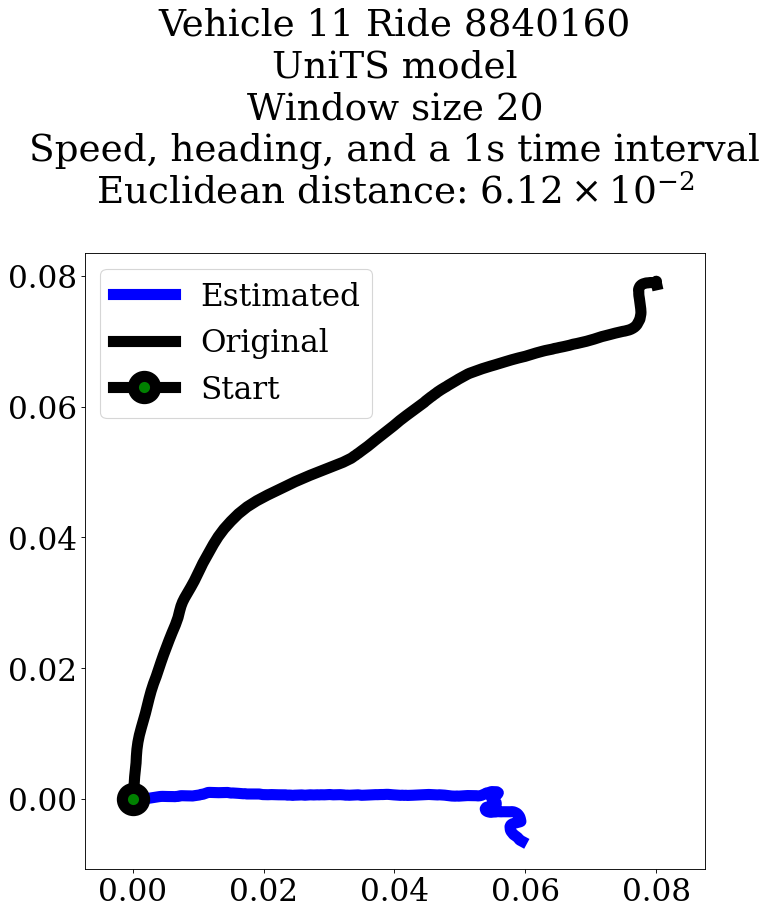 Vehicle 11 Ride 8840160
UniTS model
Window size 20
Speed, heading, and a 1s time interval
Euclidean distance: 6.12 × 10⁻²
Estimated
Original
Start
0.08
0.06
0.04
0.02
0.00
0.00 0.02 0.04 0.06 0.08